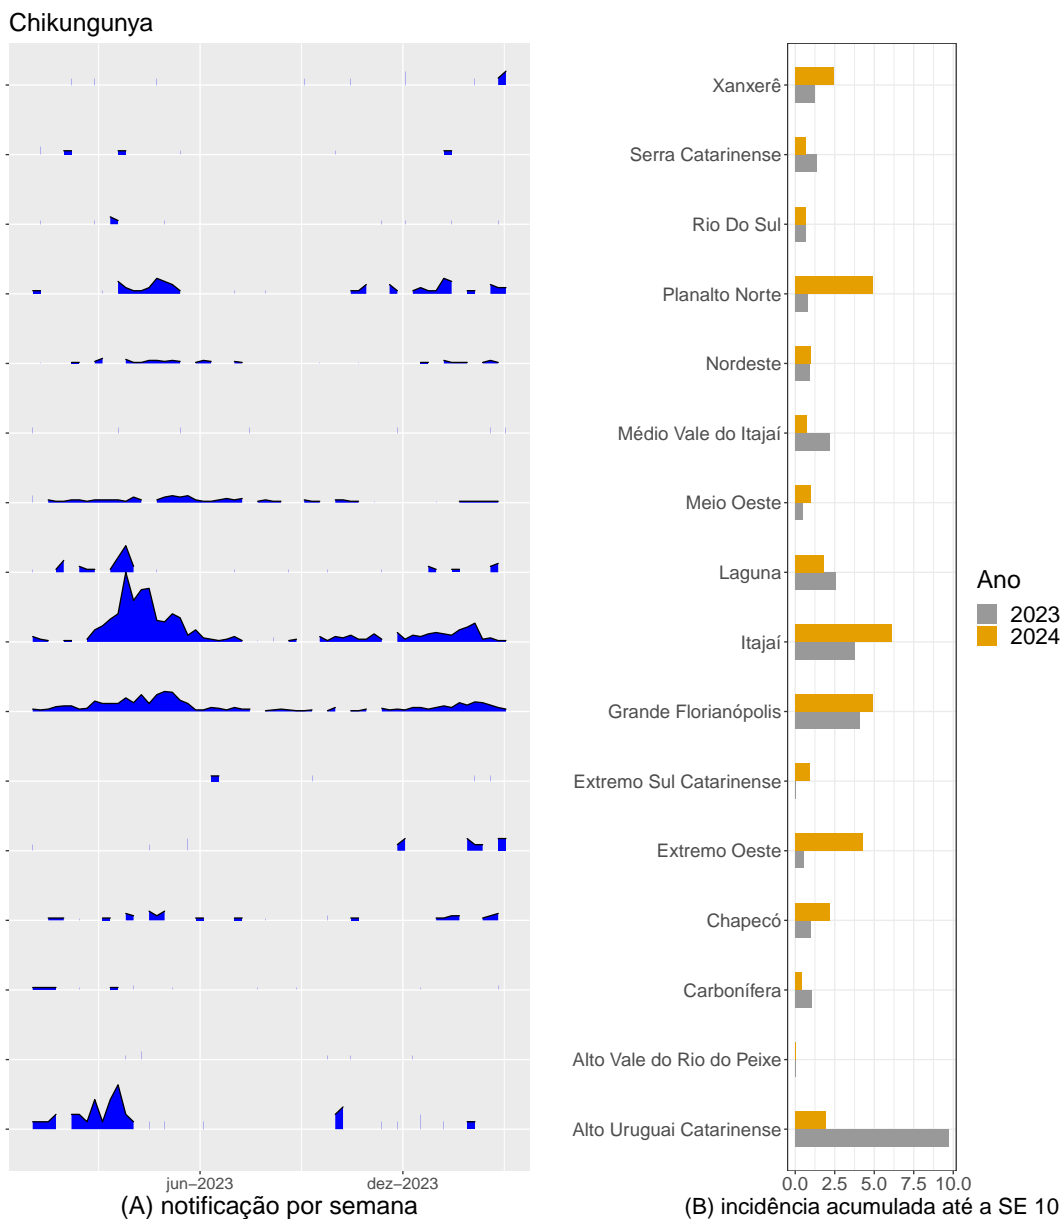 Chikungunya
Xanxerê
Serra Catarinense
Rio Do Sul
Planalto Norte
Nordeste
Médio Vale do Itajaí
Meio Oeste
Laguna
Itajaí
Grande Florianópolis
Extremo Sul Catarinense
Extremo Oeste
Chapecó
Carbonífera
Alto Vale do Rio do Peixe
Alto Uruguai Catarinense
Ano
2023
2024
jun−2023 dez−2023
0.0 2.5 5.0 7.5 10.0
(A) notificação por semana
(B) incidência acumulada até a SE 10